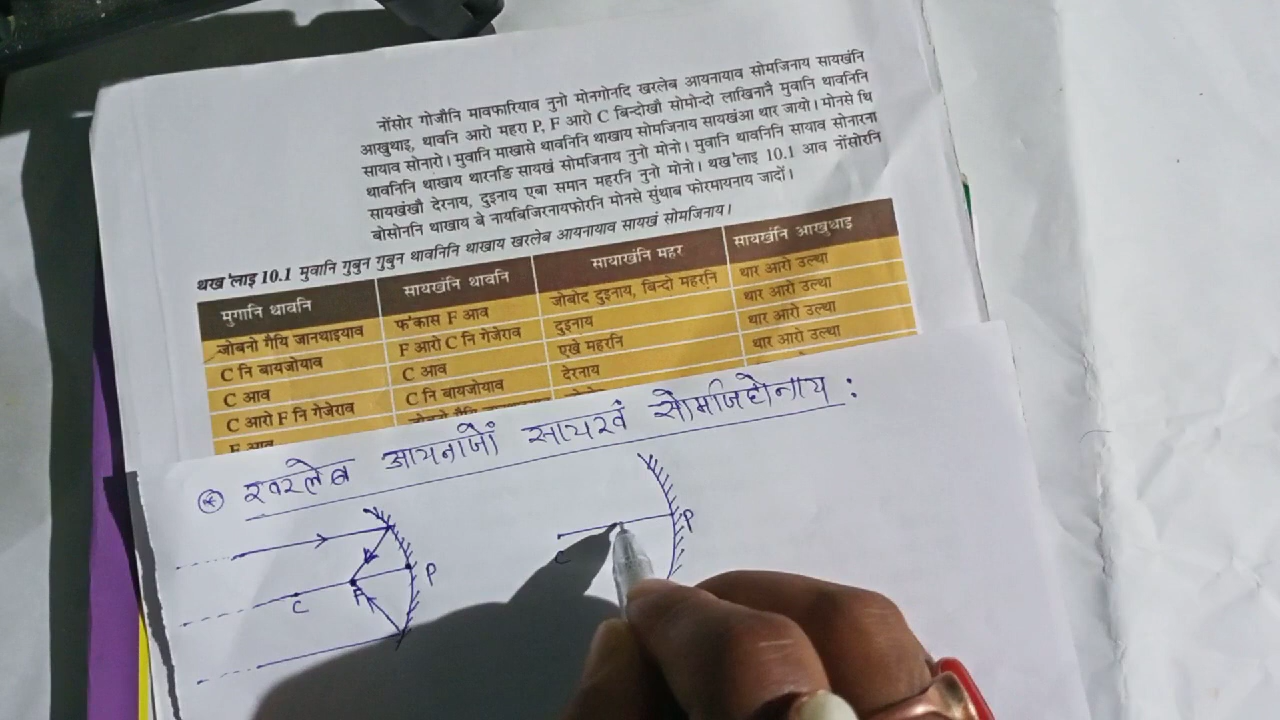 नोंसोर गोजौनि मावफारियाव नुनो मोनगोनदि खरलेब आयनायाव सोमजिनाय सायखंनि
आखुथाइ, थावनि आरो महरा P, F आरो C बिन्दोखौ सोमोन्दो लाखिनानै मुवानि थावनिनि
सायाव सोनारो। मुवानि माखासे थावनिनि थाखाय सोमजिनाय सायखंआ थार जायो। मोनसे थि
थावनिनि थाखाय थारनङि सायखं सोमजिनाय नुनो मोनो। मुवानि थावनिनि सायाव सोनारना
सायखंखौ देरनाय, दुइनाय एबा समान महरनि नुनो मोनो। थख'लाइ 10.1 आव नोंसोरनि
बोसोननि थाखाय बे नायबिजिरनायफोरनि मोनसे सुंथाब फोरमायनाय जादों।
थख'लाइ 10.1 मुवानि गुबुन गुबुन थावनिनि थाखाय खरलेब आयनायाव सायखं सोमजिनाय।
मुगानि थावनि सायखंनि थावनि सायाखंनि महर सायखंनि आखुथाइ
जोबनो गैयि जानथाइयाव फ'कास F आव जोबोद दुइनाय, बिन्दो महरनि थार आरो उल्था
C नि बायजोयाव F आरो C नि गेजेराव दुइनाय थार आरो उल्था
C आव C आव एखे महरनि थार आरो उल्था
C आरो F नि गेजेराव C नि बायजोयाव देरनाय थार आरो उल्था
F आव
* खरलेब आयनाजों सायखं सोमजिहोनाय :
P
C
F
P
C